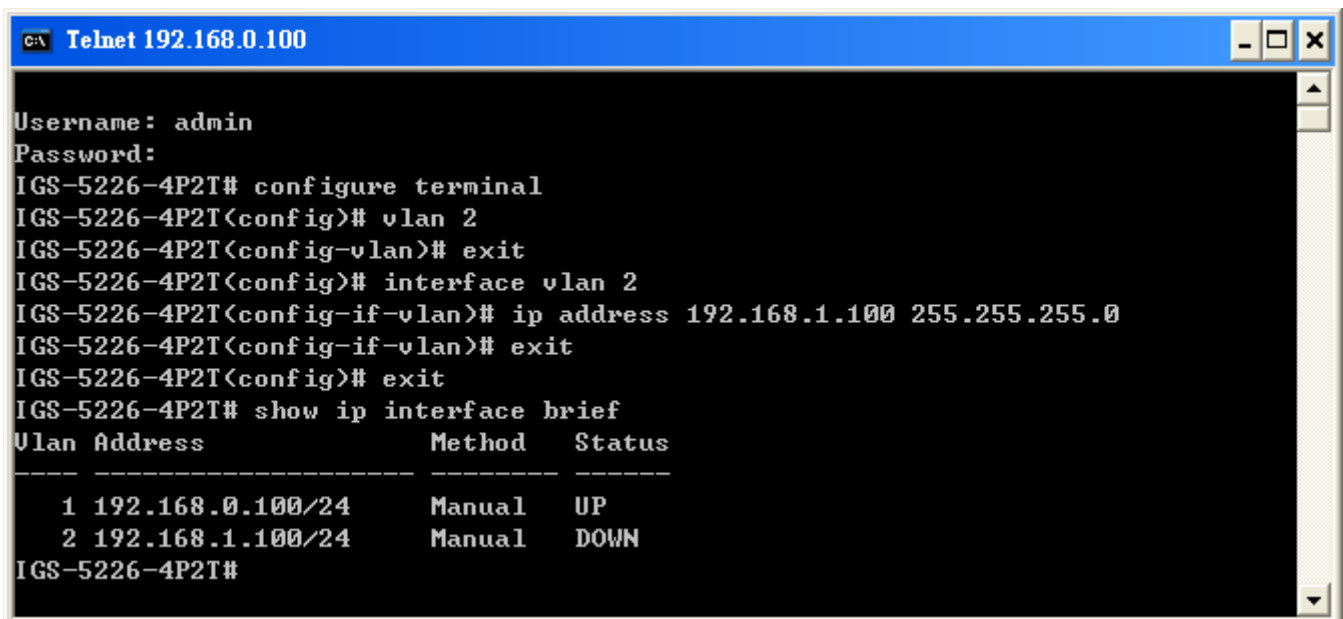 Telnet 192.168.0.100
Username: admin
Password:
IGS-5226-4P2T# configure terminal
IGS-5226-4P2T(config)# vlan 2
IGS-5226-4P2T(config-vlan)# exit
IGS-5226-4P2T(config)# interface vlan 2
IGS-5226-4P2T(config-if-vlan)# ip address 192.168.1.100 255.255.255.0
IGS-5226-4P2T(config-if-vlan)# exit
IGS-5226-4P2T(config)# exit
IGS-5226-4P2T# show ip interface brief
Vlan Address              Method   Status
---- -------------------- -------- ------
   1 192.168.0.100/24     Manual   UP
   2 192.168.1.100/24     Manual   DOWN
IGS-5226-4P2T#